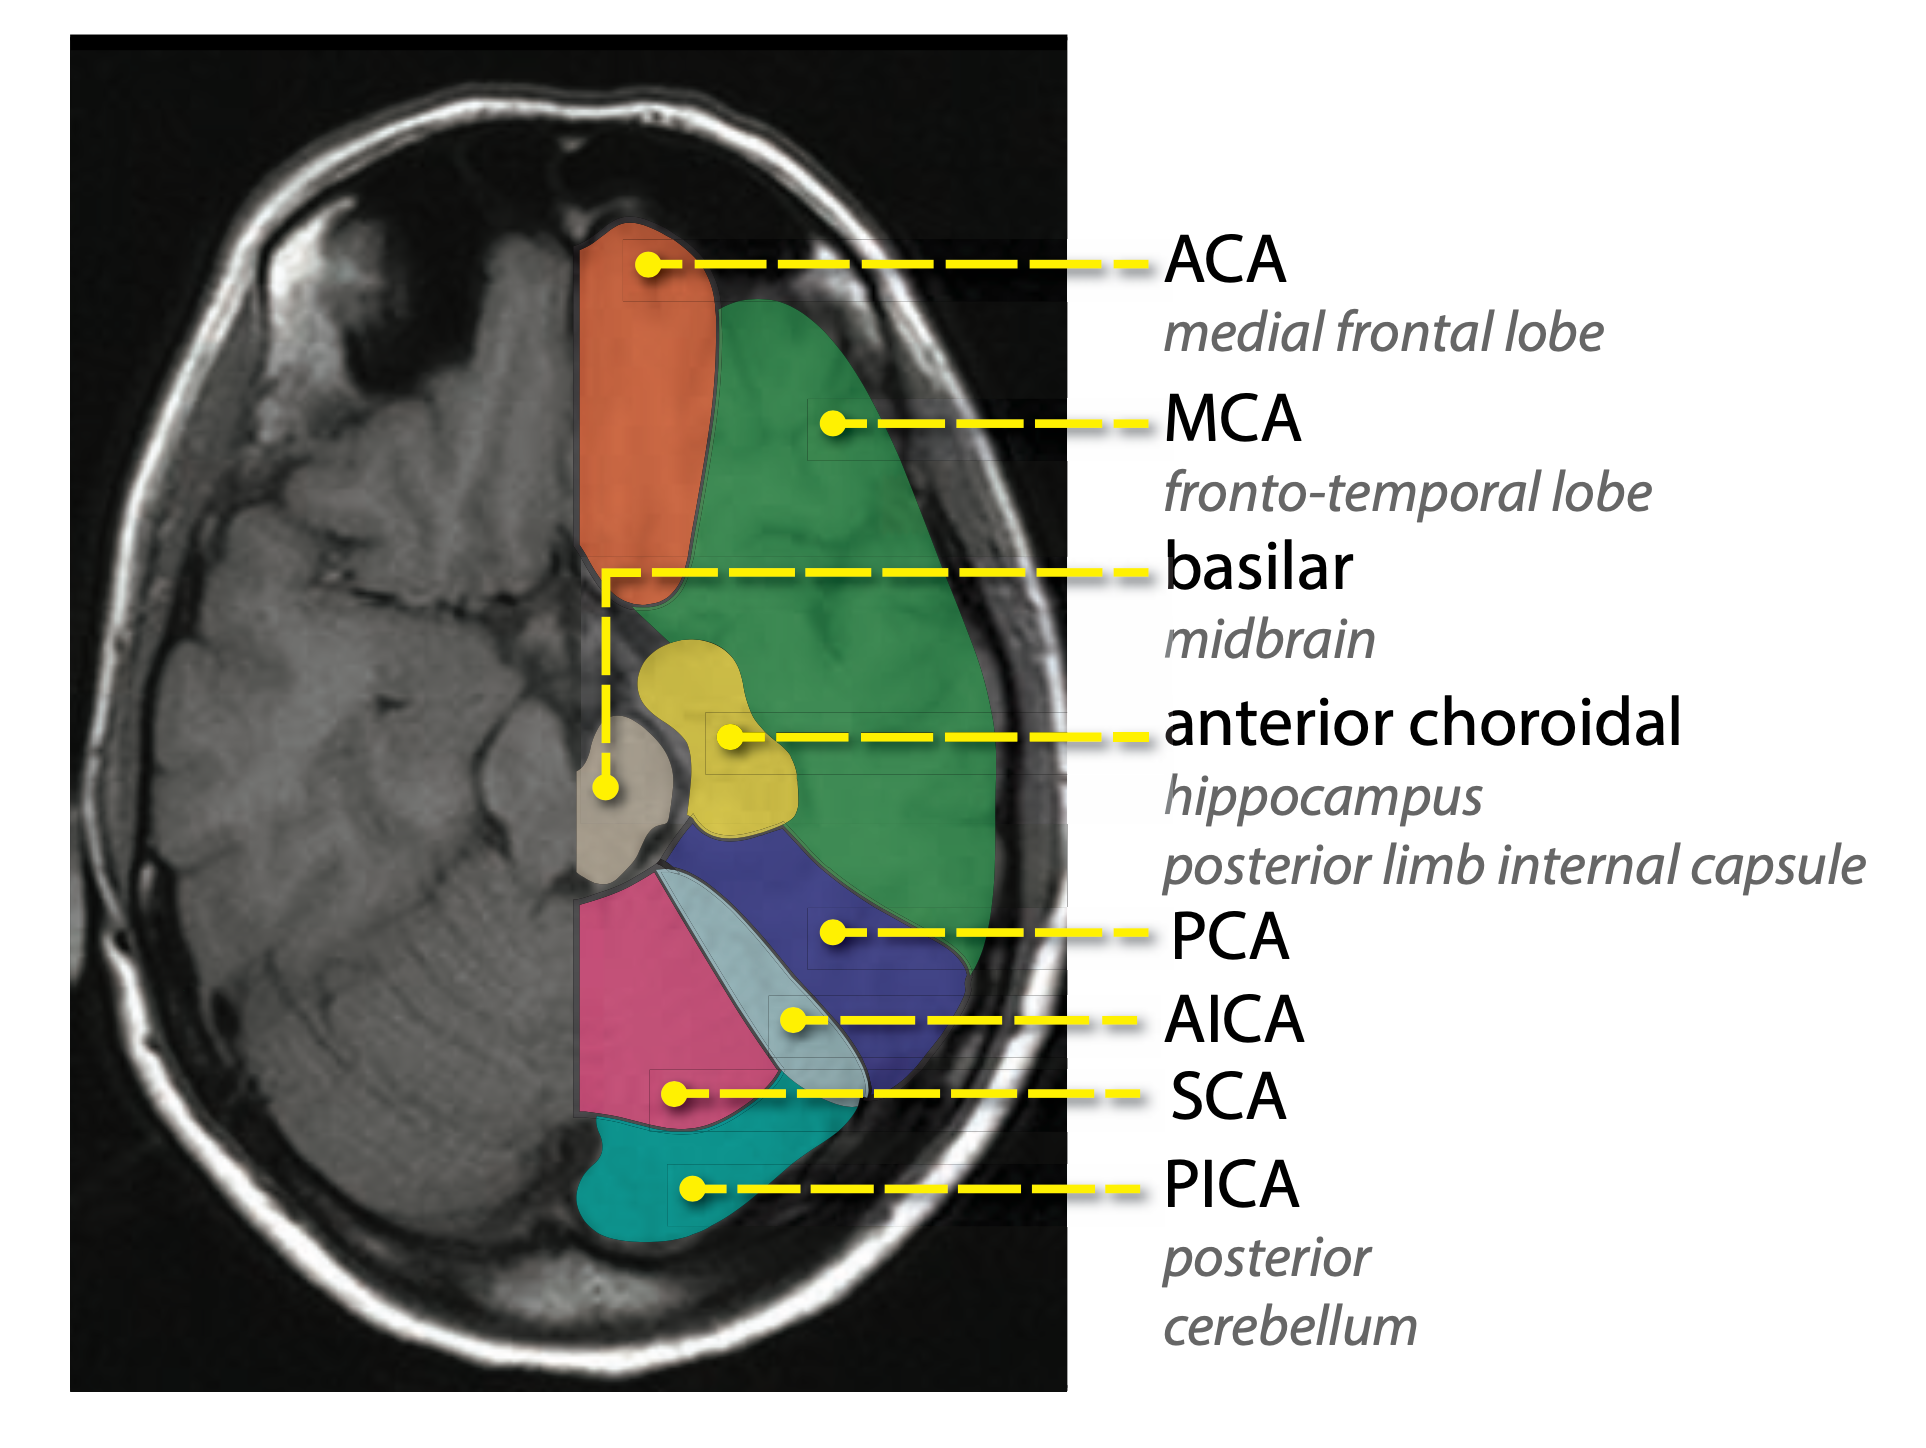 ACA
medial frontal lobe
MCA
fronto-temporal lobe
basilar
midbrain
anterior choroidal
hippocampus
posterior limb internal capsule
PCA
AICA
SCA
PICA
posterior
cerebellum